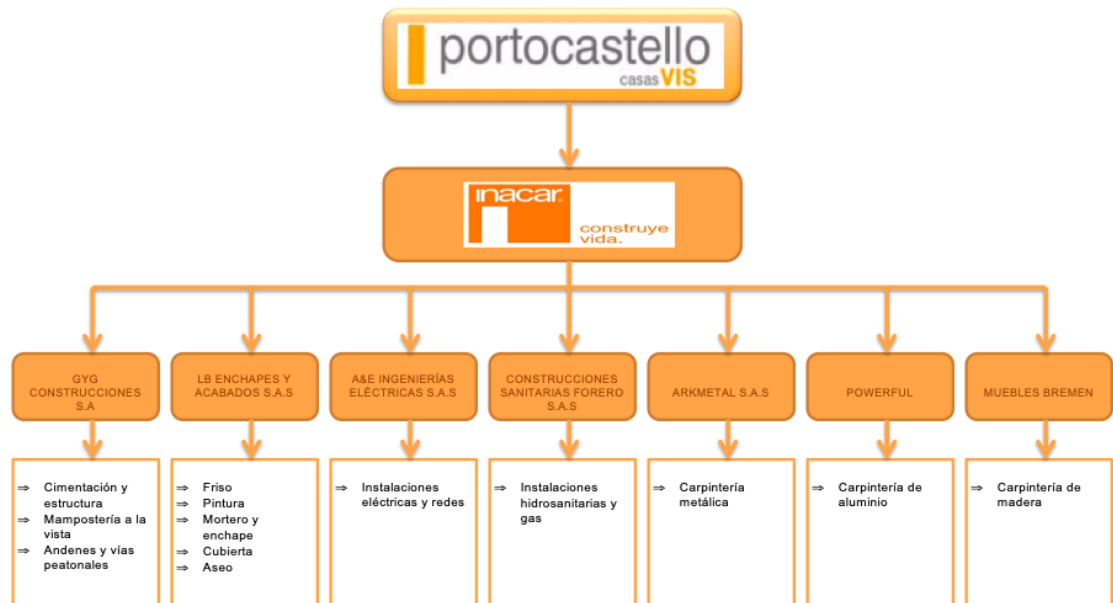 portocastello
casas VIS
inacar
construye
vida.
GYG
CONSTRUCCIONES
S.A
LB ENCHAPES Y
ACABADOS S.A.S
A&E INGENIERÍAS
ELÉCTRICAS S.A.S
CONSTRUCCIONES
SANITARIAS FORERO
S.A.S
ARKMETAL S.A.S
POWERFUL
MUEBLES BREMEN
⇒ Cimentación y
estructura
⇒ Mampostería a la
vista
⇒ Andenes y vías
peatonales
⇒ Friso
⇒ Pintura
⇒ Mortero y
enchape
⇒ Cubierta
⇒ Aseo
⇒ Instalaciones
eléctricas y redes
⇒ Instalaciones
hidrosanitarias y
gas
⇒ Carpintería
metálica
⇒ Carpintería de
aluminio
⇒ Carpintería de
madera